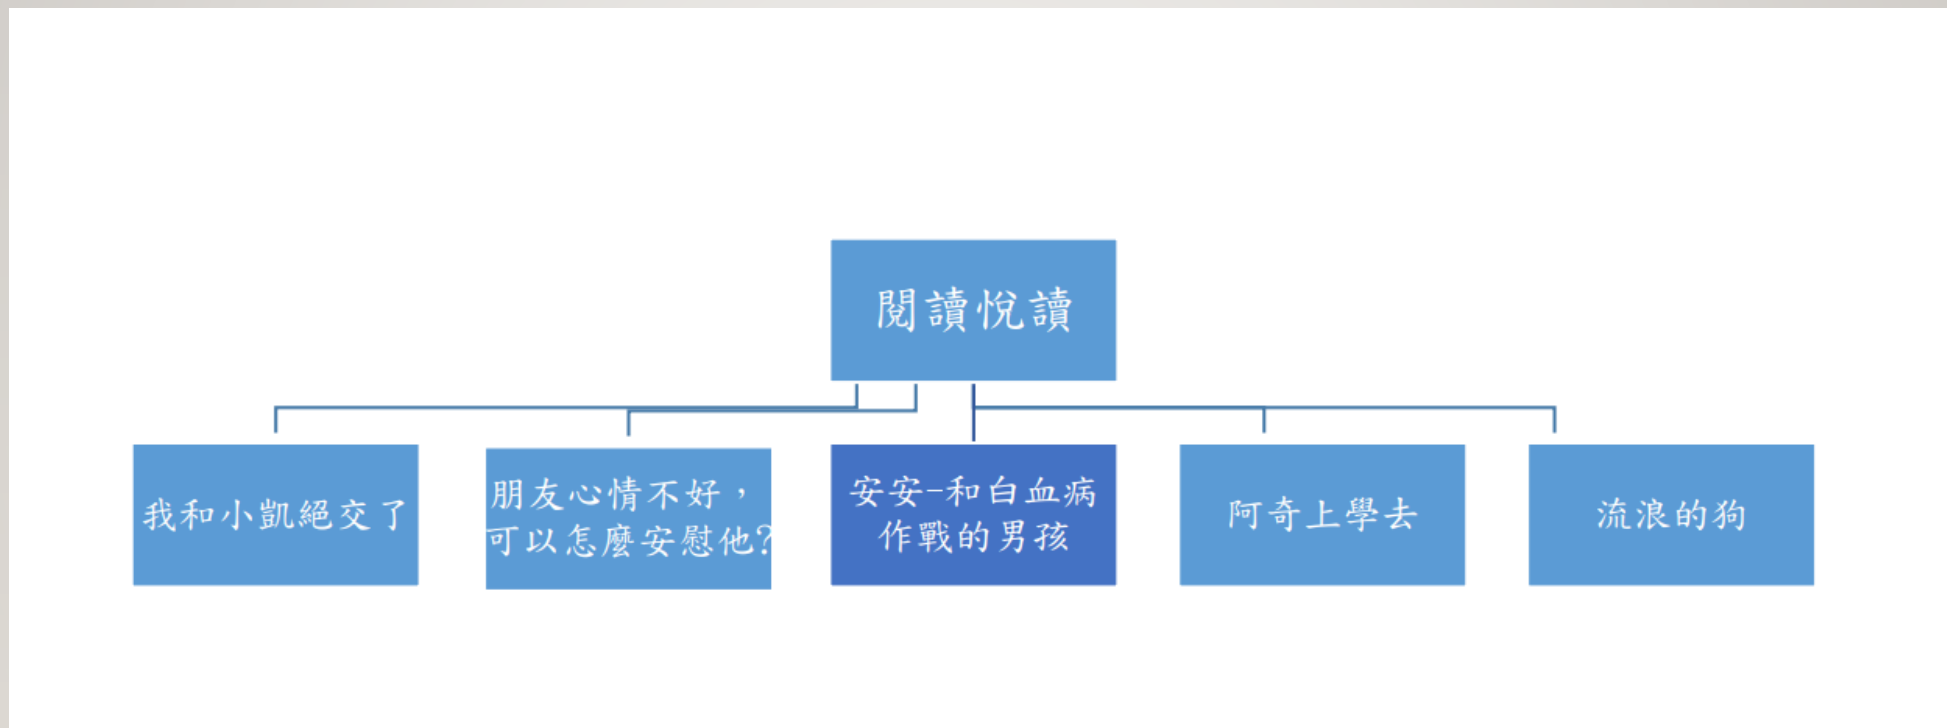 閱讀悅讀
我和小凱絕交了
朋友心情不好，
可以怎麼安慰他?
安安-和白血病
作戰的男孩
阿奇上學去
流浪的狗